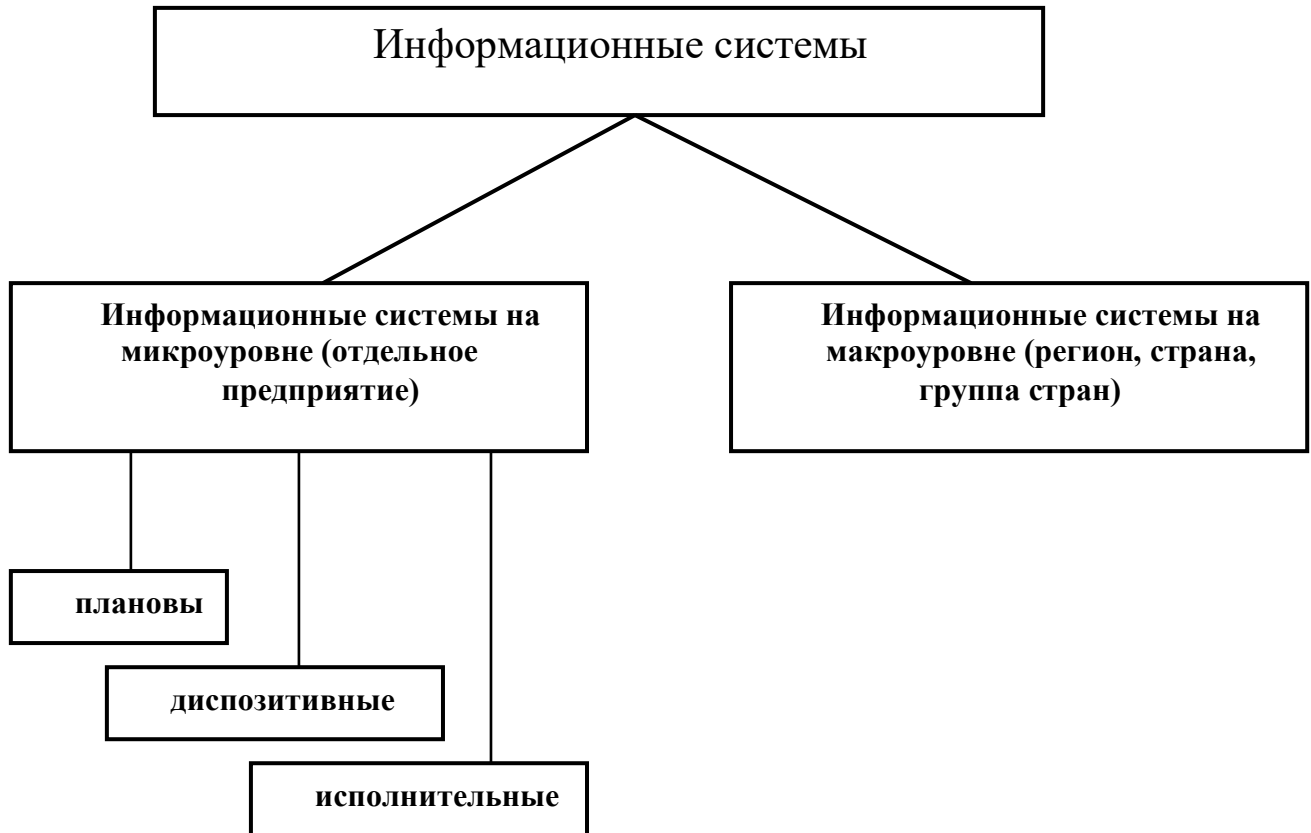 Информационные системы
Информационные системы на
микроуровне (отдельное
предприятие)
Информационные системы на
макроуровне (регион, страна,
группа стран)
плановы
диспозитивные
исполнительные